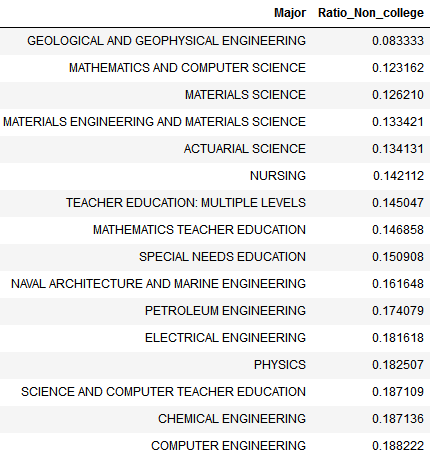 Major Ratio_Non_college
GEOLOGICAL AND GEOPHYSICAL ENGINEERING 0.083333
MATHEMATICS AND COMPUTER SCIENCE 0.123162
MATERIALS SCIENCE 0.126210
MATERIALS ENGINEERING AND MATERIALS SCIENCE 0.133421
ACTUARIAL SCIENCE 0.134131
NURSING 0.142112
TEACHER EDUCATION: MULTIPLE LEVELS 0.145047
MATHEMATICS TEACHER EDUCATION 0.146858
SPECIAL NEEDS EDUCATION 0.150908
NAVAL ARCHITECTURE AND MARINE ENGINEERING 0.161648
PETROLEUM ENGINEERING 0.174079
ELECTRICAL ENGINEERING 0.181618
PHYSICS 0.182507
SCIENCE AND COMPUTER TEACHER EDUCATION 0.187109
CHEMICAL ENGINEERING 0.187136
COMPUTER ENGINEERING 0.188222